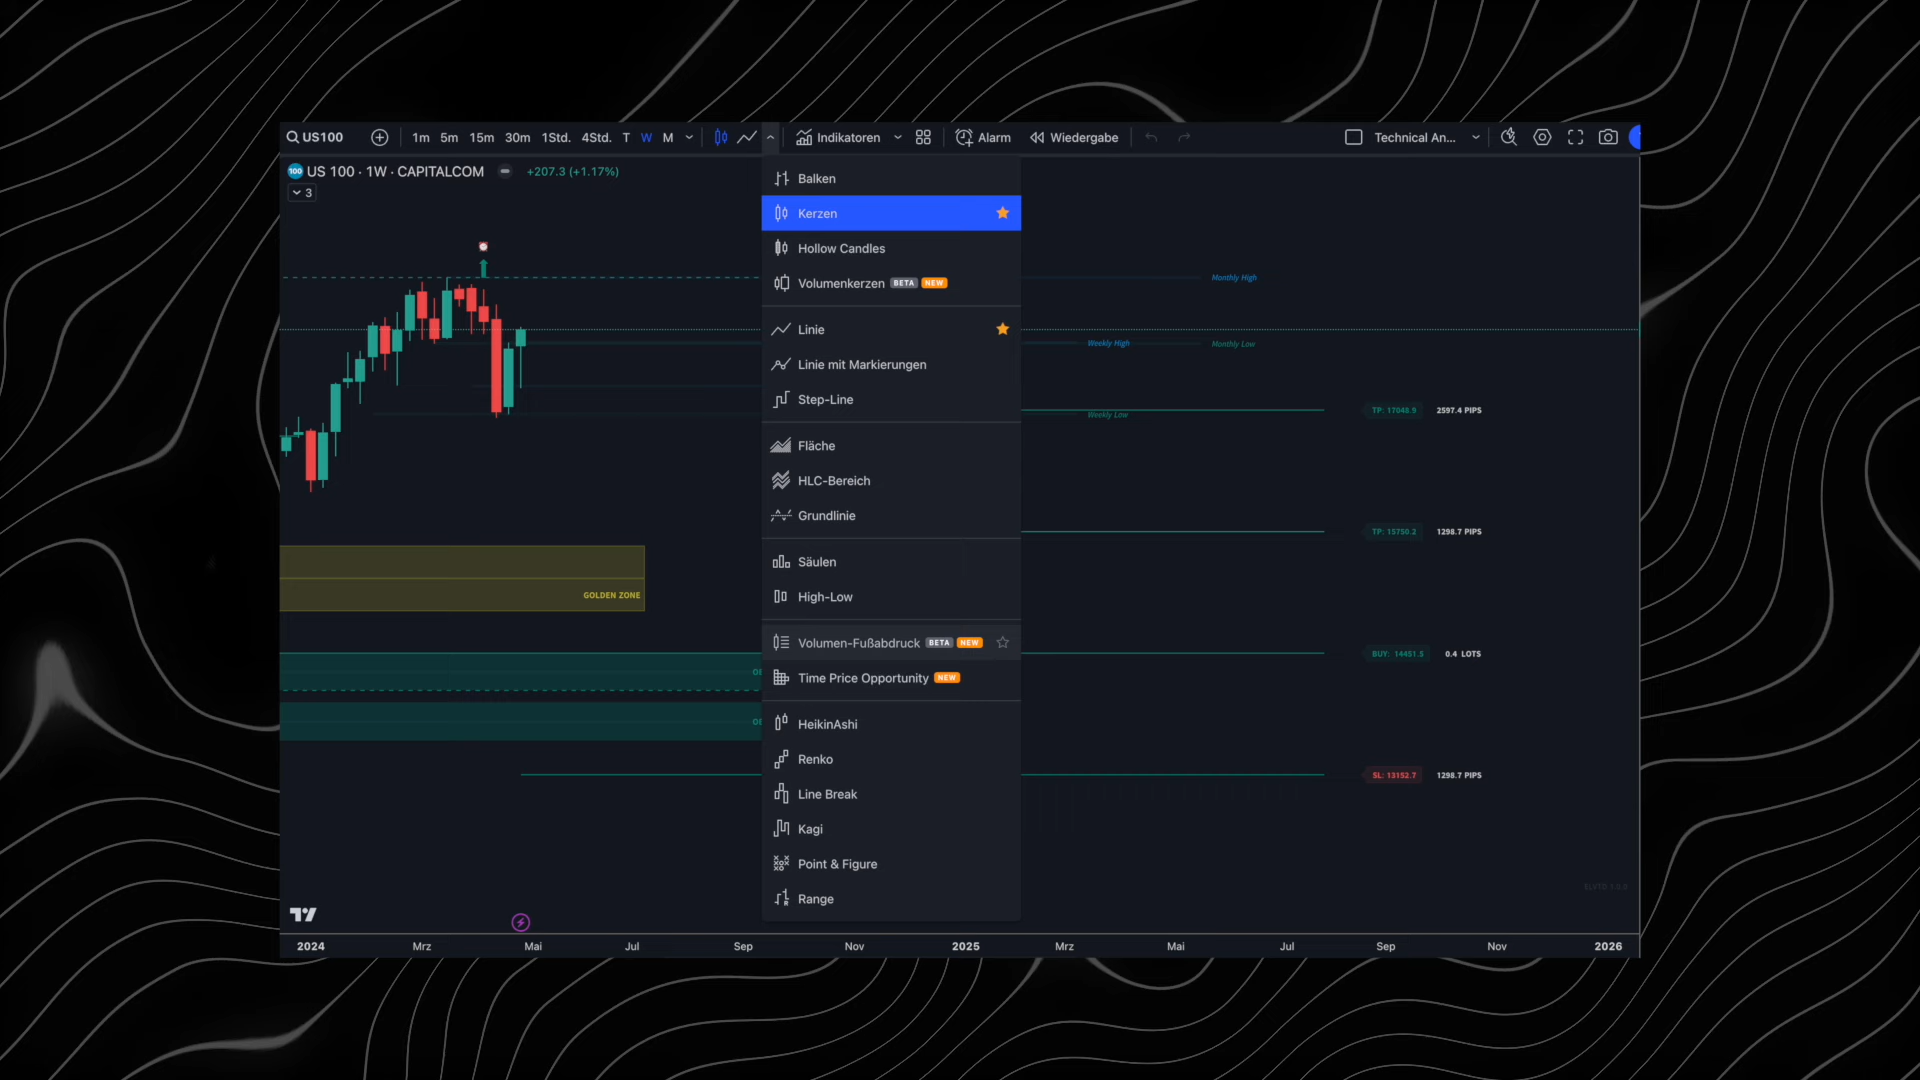 US100 1m 5m 15m 30m 1Std. 4Std. T W M Indikatoren Alarm Wiedergabe Technical An...
100 US 100 · 1W · CAPITALCOM +207.3 (+1.17%)
3
Balken
Kerzen
Hollow Candles
Volumenkerzen BETA NEW
Linie
Linie mit Markierungen
Step-Line
Fläche
HLC-Bereich
Grundlinie
Säulen
High-Low
Volumen-Fußabdruck BETA NEW
Time Price Opportunity NEW
HeikinAshi
Renko
Line Break
Kagi
Point & Figure
Range
Monthly High
Weekly High
Monthly Low
Weekly Low
TP: 17048.9 2597.4 PIPS
TP: 15750.2 1298.7 PIPS
GOLDEN ZONE
BUY: 14451.5 0.4 LOTS
SL: 13152.7 1298.7 PIPS
2024 Mrz Mai Jul Sep Nov 2025 Mrz Mai Jul Sep Nov 2026